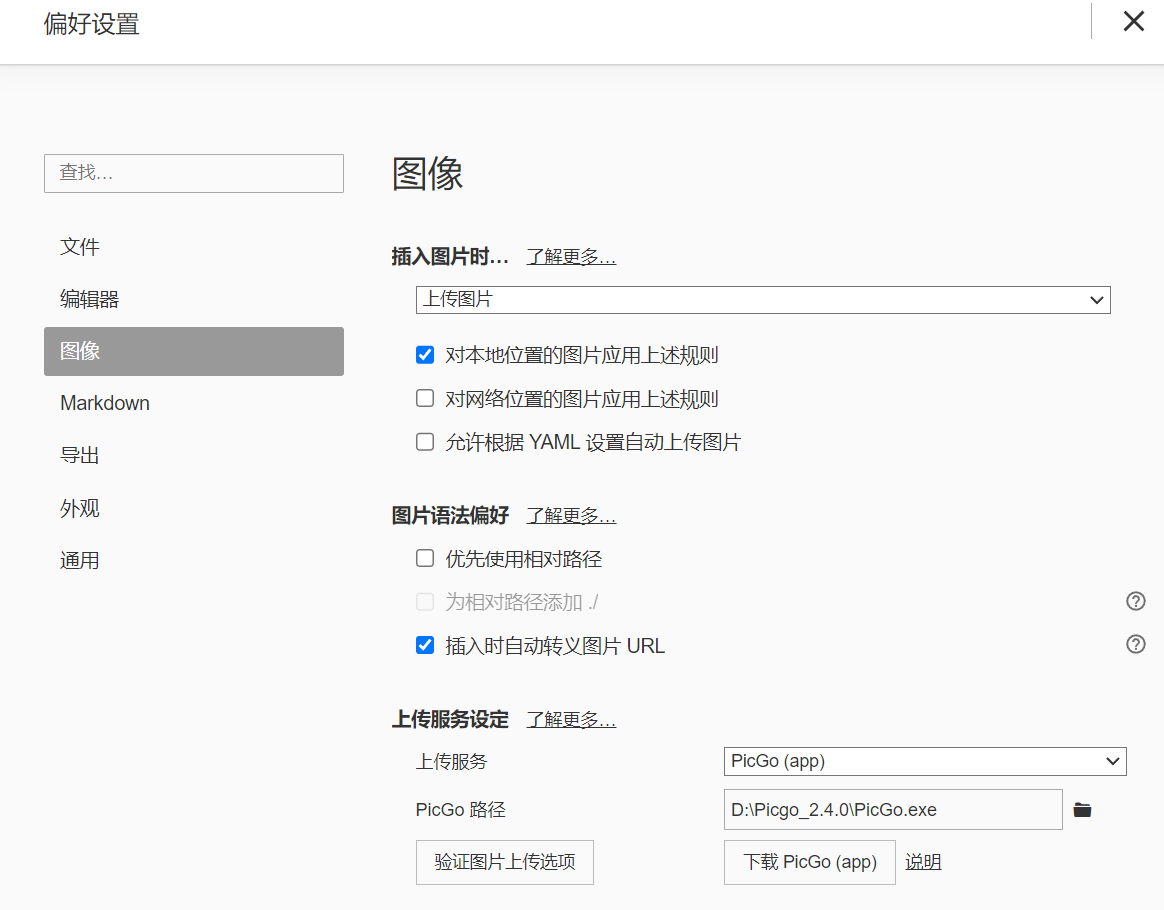 偏好设置
查找…
文件
编辑器
图像
Markdown
导出
外观
通用
图像
插入图片时… 了解更多…
上传图片
对本地位置的图片应用上述规则
对网络位置的图片应用上述规则
允许根据 YAML 设置自动上传图片
图片语法偏好 了解更多…
优先使用相对路径
为相对路径添加 ./
插入时自动转义图片 URL
上传服务设定 了解更多…
上传服务 PicGo (app)
PicGo 路径 D:\Picgo_2.4.0\PicGo.exe
验证图片上传选项 下载 PicGo (app) 说明